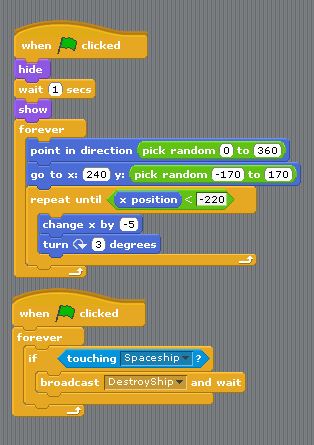 when clicked
hide
wait 1 secs
show
forever
point in direction pick random 0 to 360
go to x: 240 y: pick random -170 to 170
repeat until x position < -220
change x by -5
turn 3 degrees
when clicked
forever
if touching Spaceship ?
broadcast DestroyShip and wait